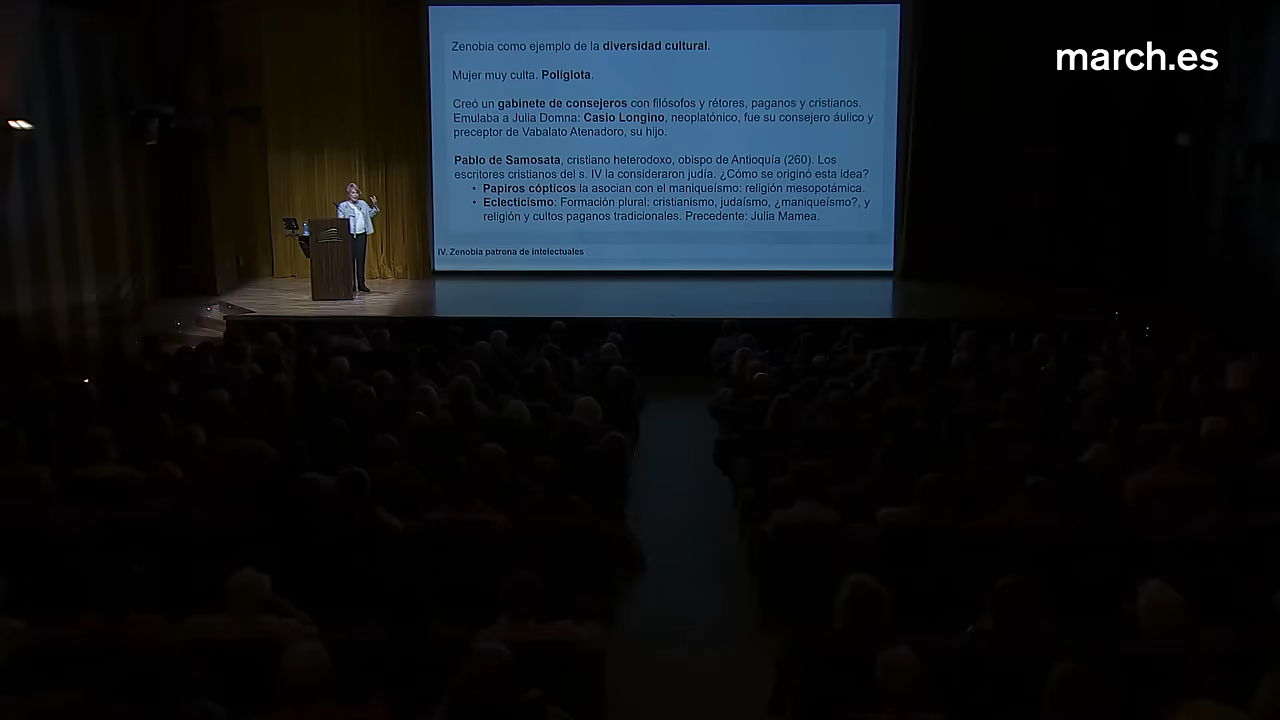 march.es
Zenobia como ejemplo de la diversidad cultural.
Mujer muy culta. Políglota.
Creó un gabinete de consejeros con filósofos y rétores, paganos y cristianos.
Emulaba a Julia Domna: Casio Longino, neoplatónico, fue su consejero áulico y
preceptor de Vabalato Atenadoro, su hijo.
Pablo de Samosata, cristiano heterodoxo, obispo de Antioquía (260). Los
escritores cristianos del s. IV la consideraron judía. ¿Cómo se originó esta idea?
• Papiros cópticos la asocian con el maniqueísmo: religión mesopotámica.
• Eclecticismo: Formación plural: cristianismo, judaísmo, ¿maniqueísmo?, y
religión y cultos paganos tradicionales. Precedente: Julia Mamea.
IV. Zenobia patrona de intelectuales